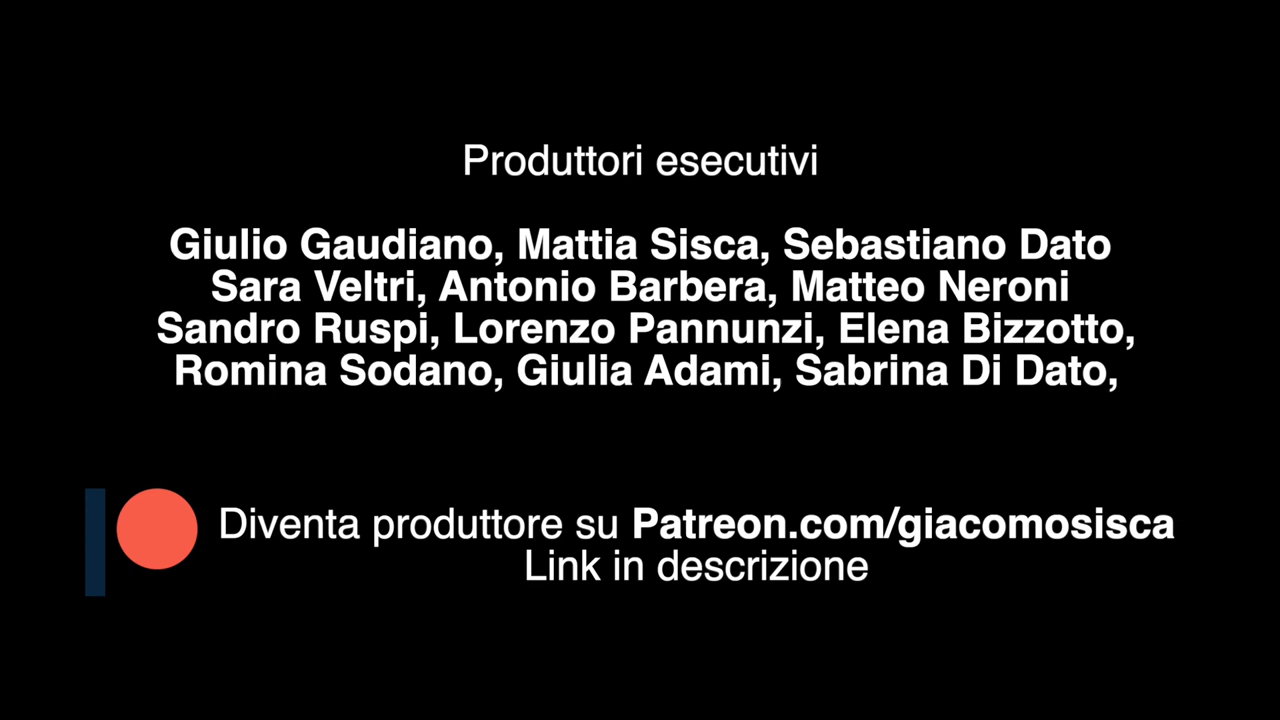 Produttori esecutivi
Giulio Gaudiano, Mattia Sisca, Sebastiano Dato
Sara Veltri, Antonio Barbera, Matteo Neroni
Sandro Ruspi, Lorenzo Pannunzi, Elena Bizzotto,
Romina Sodano, Giulia Adami, Sabrina Di Dato,
Diventa produttore su Patreon.com/giacomosisca
Link in descrizione